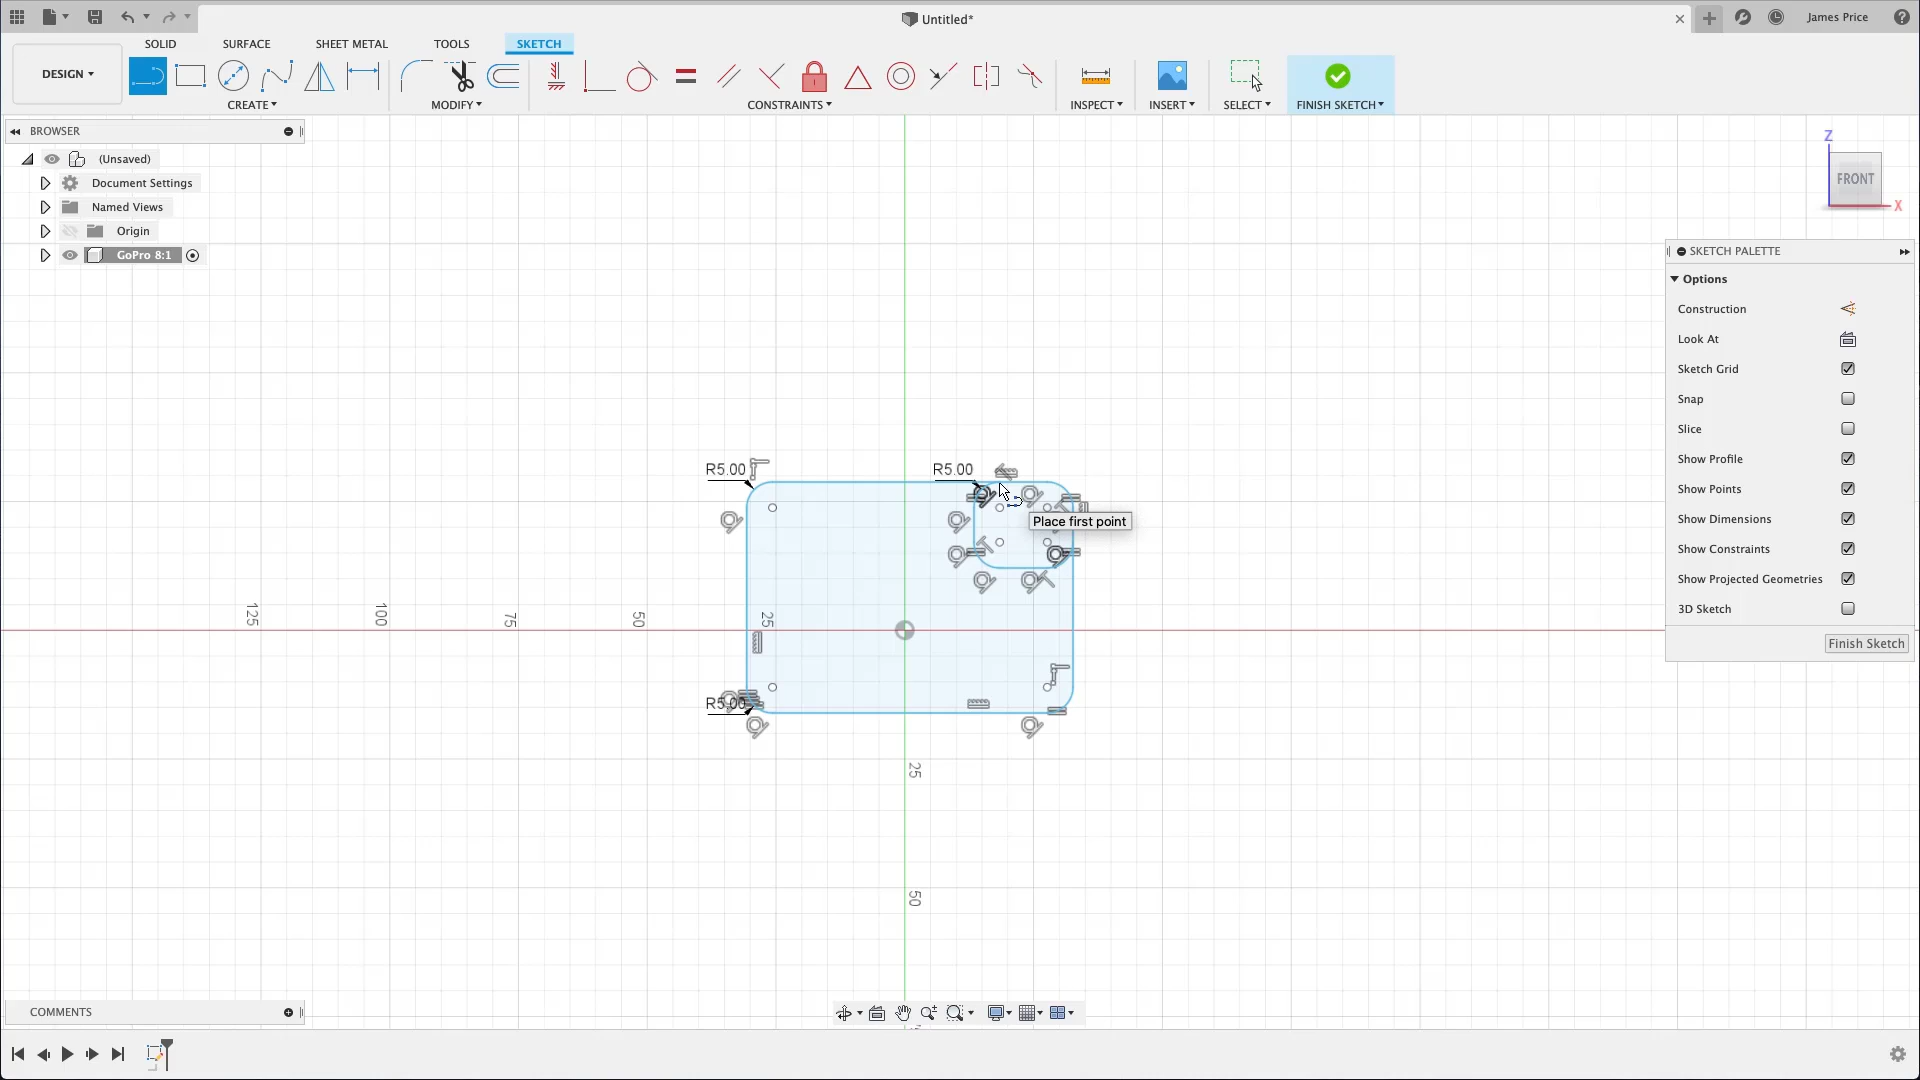 Untitled*
James Price
SOLID
SURFACE
SHEET METAL
TOOLS
SKETCH
DESIGN
CREATE
MODIFY
CONSTRAINTS
INSPECT
INSERT
SELECT
FINISH SKETCH
BROWSER
(Unsaved)
Document Settings
Named Views
Origin
GoPro 8:1
Z
FRONT
X
SKETCH PALETTE
Options
Construction
Look At
Sketch Grid
Snap
Slice
Show Profile
Show Points
Show Dimensions
Show Constraints
Show Projected Geometries
3D Sketch
Finish Sketch
R5.00
R5.00
Place first point
125
100
75
50
25
R5.00
25
50
COMMENTS